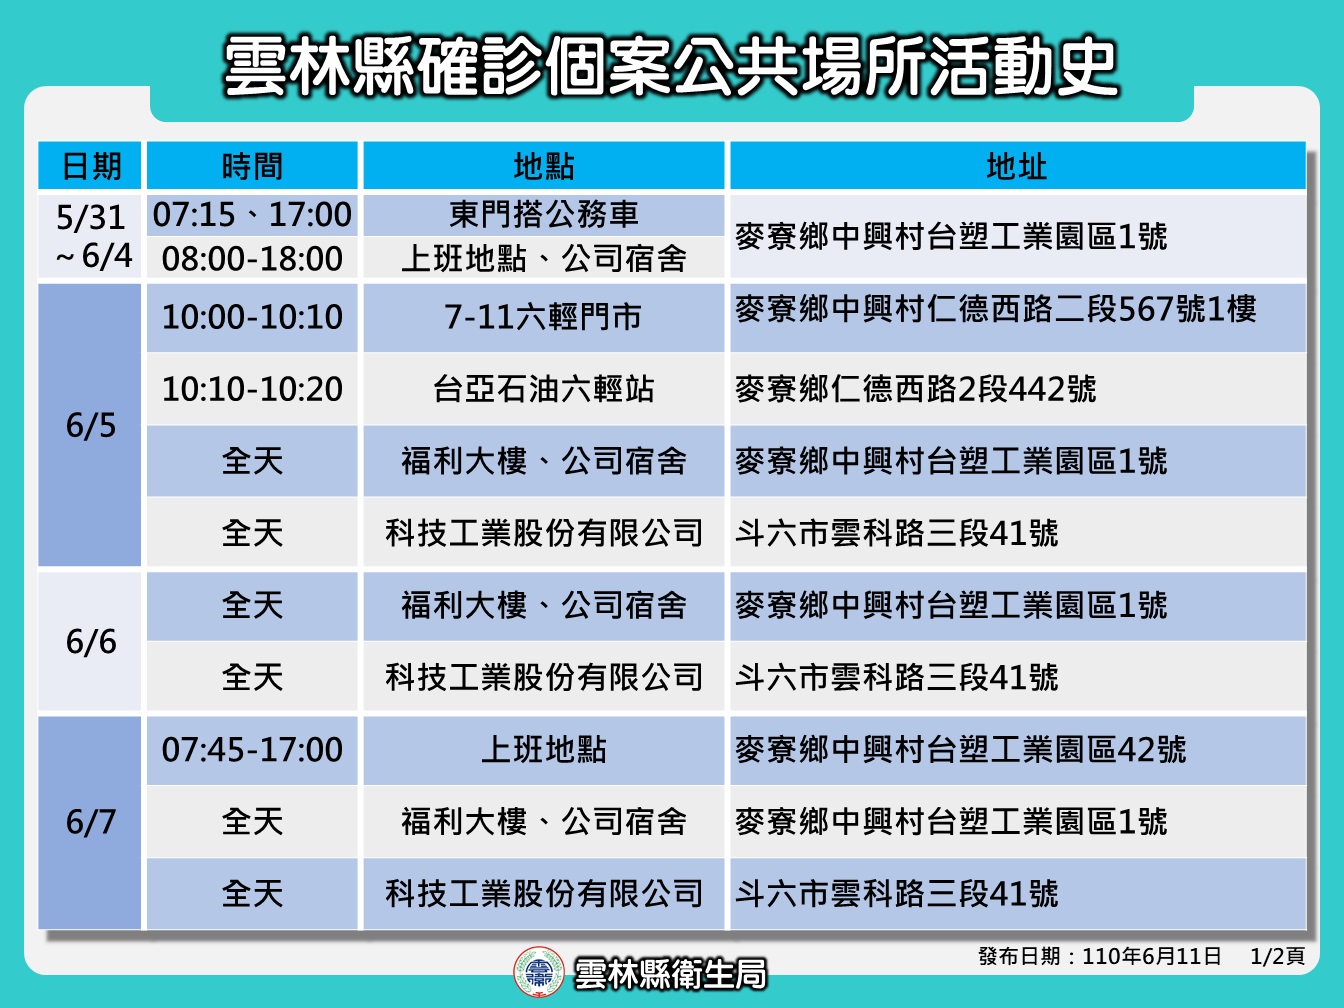 雲林縣確診個案公共場所活動史
日期 時間 地點 地址
5/31 07:15、17:00 東門搭公務車 麥寮鄉中興村台塑工業園區1號
~6/4 08:00-18:00 上班地點、公司宿舍
6/5 10:00-10:10 7-11六輕門市 麥寮鄉中興村仁德西路二段567號1樓
10:10-10:20 台亞石油六輕站 麥寮鄉仁德西路2段442號
全天 福利大樓、公司宿舍 麥寮鄉中興村台塑工業園區1號
全天 科技工業股份有限公司 斗六市雲科路三段41號
6/6 全天 福利大樓、公司宿舍 麥寮鄉中興村台塑工業園區1號
全天 科技工業股份有限公司 斗六市雲科路三段41號
6/7 07:45-17:00 上班地點 麥寮鄉中興村台塑工業園區42號
全天 福利大樓、公司宿舍 麥寮鄉中興村台塑工業園區1號
全天 科技工業股份有限公司 斗六市雲科路三段41號
發布日期：110年6月11日 1/2頁
雲林縣衛生局